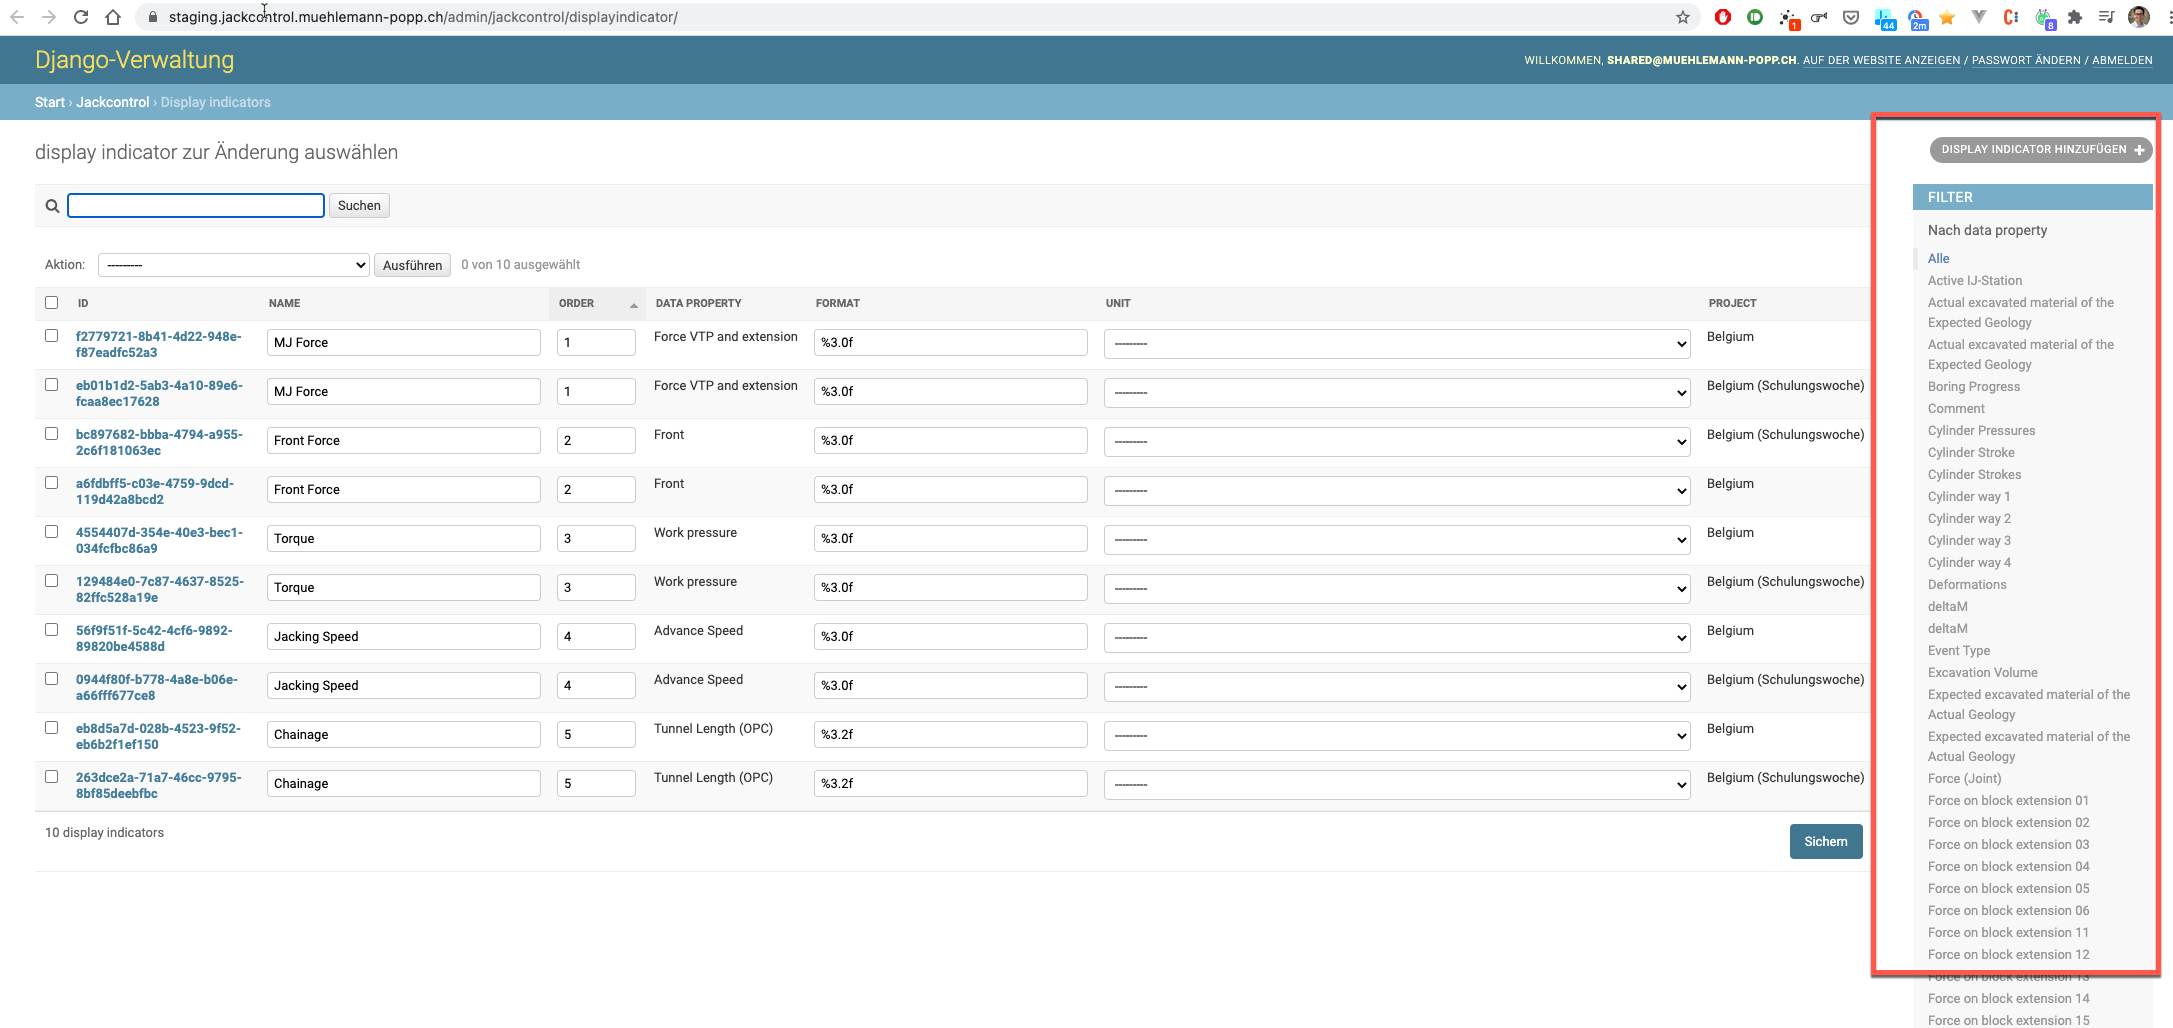 staging.jackcontrol.muehlemann-popp.ch/admin/jackcontrol/displayindicator/
1
44
2m
8
Django-Verwaltung
WILLKOMMEN, SHARED@MUEHLEMANN-POPP.CH. AUF DER WEBSITE ANZEIGEN / PASSWORT ÄNDERN / ABMELDEN
Start › Jackcontrol › Display indicators
display indicator zur Änderung auswählen
DISPLAY INDICATOR HINZUFÜGEN +
Suchen
Aktion: --------- Ausführen 0 von 10 ausgewählt
ID NAME ORDER DATA PROPERTY FORMAT UNIT PROJECT
f2779721-8b41-4d22-948e-
f87eadfc52a3
MJ Force 1 Force VTP and extension %3.0f --------- Belgium
eb01b1d2-5ab3-4a10-89e6-
fcaa8ec17628
MJ Force 1 Force VTP and extension %3.0f --------- Belgium (Schulungswoche)
bc897682-bbba-4794-a955-
2c6f181063ec
Front Force 2 Front %3.0f --------- Belgium (Schulungswoche)
a6fdbff5-c03e-4759-9dcd-
119d42a8bcd2
Front Force 2 Front %3.0f --------- Belgium
4554407d-354e-40e3-bec1-
034fcfbc86a9
Torque 3 Work pressure %3.0f --------- Belgium
129484e0-7c87-4637-8525-
82ffc528a19e
Torque 3 Work pressure %3.0f --------- Belgium (Schulungswoche)
56f9f51f-5c42-4cf6-9892-
89820be4588d
Jacking Speed 4 Advance Speed %3.0f --------- Belgium
0944f80f-b778-4a8e-b06e-
a66fff677ce8
Jacking Speed 4 Advance Speed %3.0f --------- Belgium (Schulungswoche)
eb8d5a7d-028b-4523-9f52-
eb6b2f1ef150
Chainage 5 Tunnel Length (OPC) %3.2f --------- Belgium
263dce2a-71a7-46cc-9795-
8bf85deebfbc
Chainage 5 Tunnel Length (OPC) %3.2f --------- Belgium (Schulungswoche)
10 display indicators
Sichern
FILTER
Nach data property
Alle
Active IJ-Station
Actual excavated material of the
Expected Geology
Actual excavated material of the
Expected Geology
Boring Progress
Comment
Cylinder Pressures
Cylinder Stroke
Cylinder Strokes
Cylinder way 1
Cylinder way 2
Cylinder way 3
Cylinder way 4
Deformations
deltaM
deltaM
Event Type
Excavation Volume
Expected excavated material of the
Actual Geology
Expected excavated material of the
Actual Geology
Force (Joint)
Force on block extension 01
Force on block extension 02
Force on block extension 03
Force on block extension 04
Force on block extension 05
Force on block extension 06
Force on block extension 11
Force on block extension 12
Force on block extension 13
Force on block extension 14
Force on block extension 15